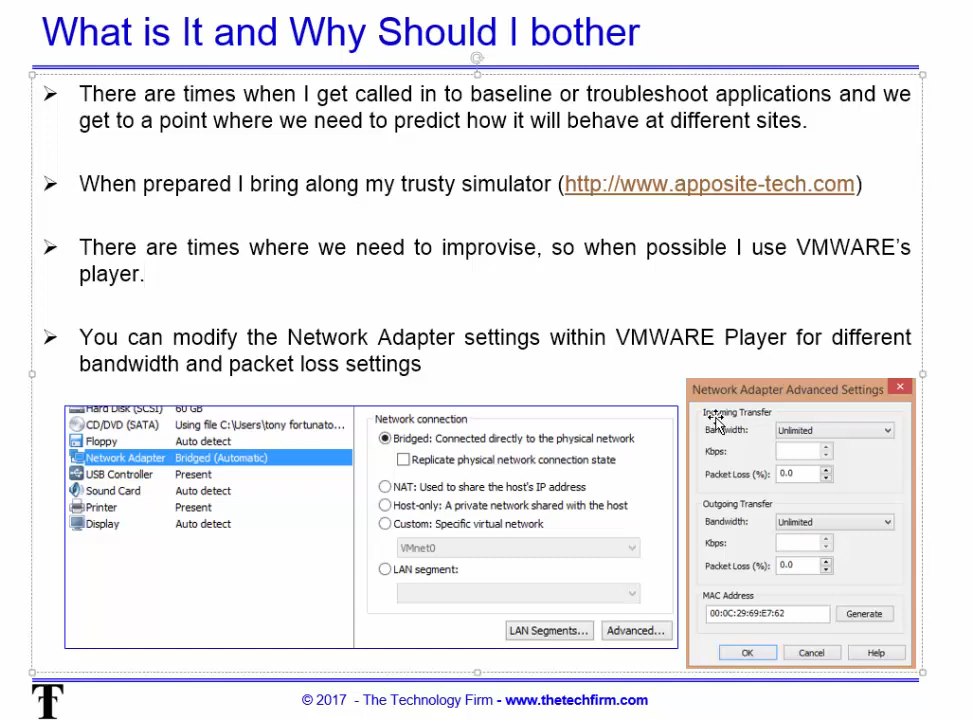 What is It and Why Should I bother
There are times when I get called in to baseline or troubleshoot applications and we
get to a point where we need to predict how it will behave at different sites.
When prepared I bring along my trusty simulator (http://www.apposite-tech.com)
There are times where we need to improvise, so when possible I use VMWARE's
player.
You can modify the Network Adapter settings within VMWARE Player for different
bandwidth and packet loss settings
Hard Disk (SCSI) 60 GB
CD/DVD (SATA) Using file C:\Users\tony fortunato...
Floppy Auto detect
Network Adapter Bridged (Automatic)
USB Controller Present
Sound Card Auto detect
Printer Present
Display Auto detect
Network connection
Bridged: Connected directly to the physical network
Replicate physical network connection state
NAT: Used to share the host's IP address
Host-only: A private network shared with the host
Custom: Specific virtual network
VMnet0
LAN segment:
LAN Segments... Advanced...
Network Adapter Advanced Settings
Incoming Transfer
Bandwidth: Unlimited
Kbps:
Packet Loss (%): 0.0
Outgoing Transfer
Bandwidth: Unlimited
Kbps:
Packet Loss (%): 0.0
MAC Address
00:0C:29:69:E7:62 Generate
OK Cancel Help
© 2017 - The Technology Firm - www.thetechfirm.com